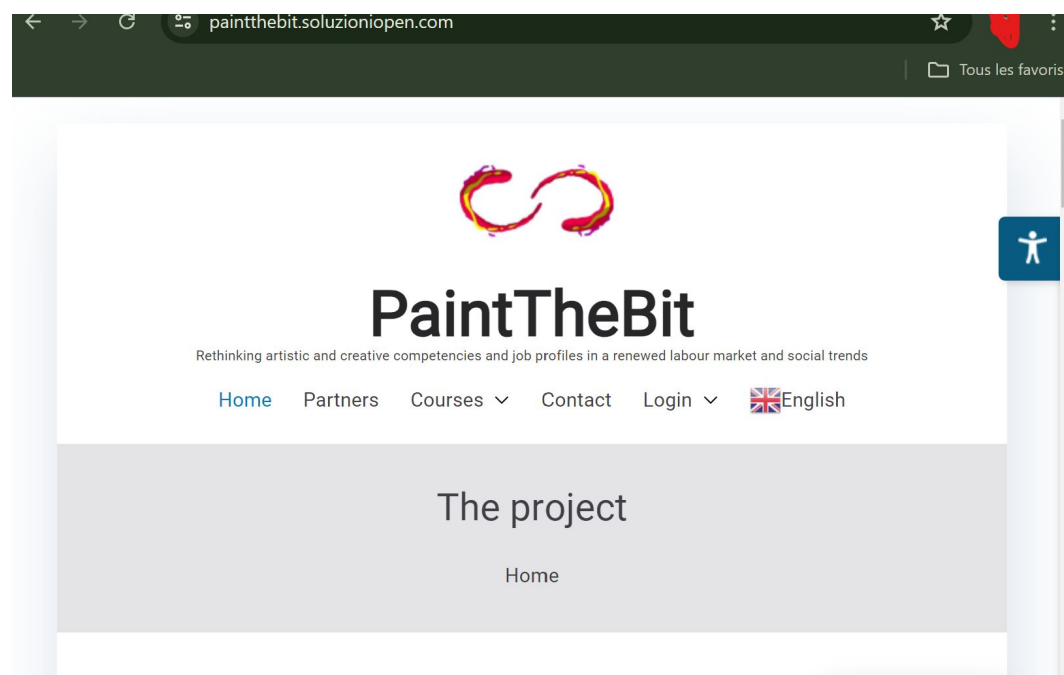 paintthebit.soluzioniopen.com
Tous les favoris
PaintTheBit
Rethinking artistic and creative competencies and job profiles in a renewed labour market and social trends
Home Partners Courses Contact Login English
The project
Home